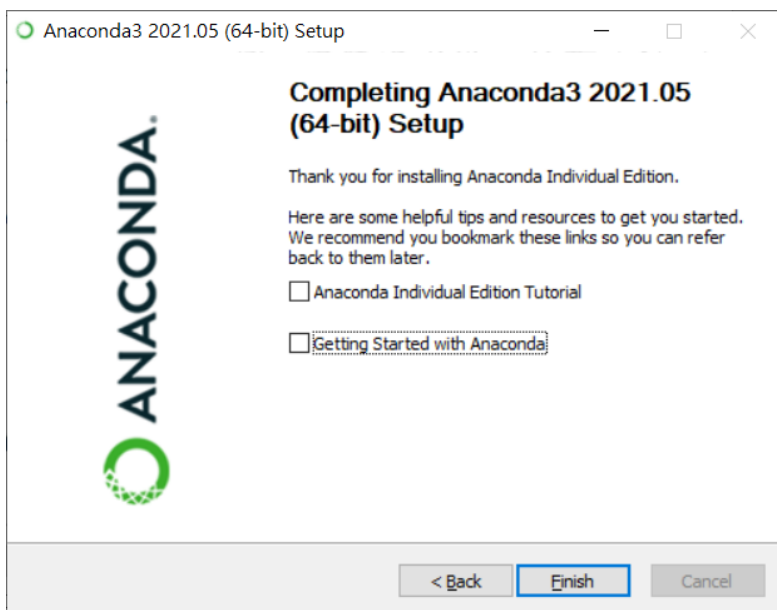 Anaconda3 2021.05 (64-bit) Setup
Completing Anaconda3 2021.05
(64-bit) Setup
Thank you for installing Anaconda Individual Edition.
Here are some helpful tips and resources to get you started.
We recommend you bookmark these links so you can refer
back to them later.
Anaconda Individual Edition Tutorial
Getting Started with Anaconda
ANACONDA.
< Back
Finish
Cancel